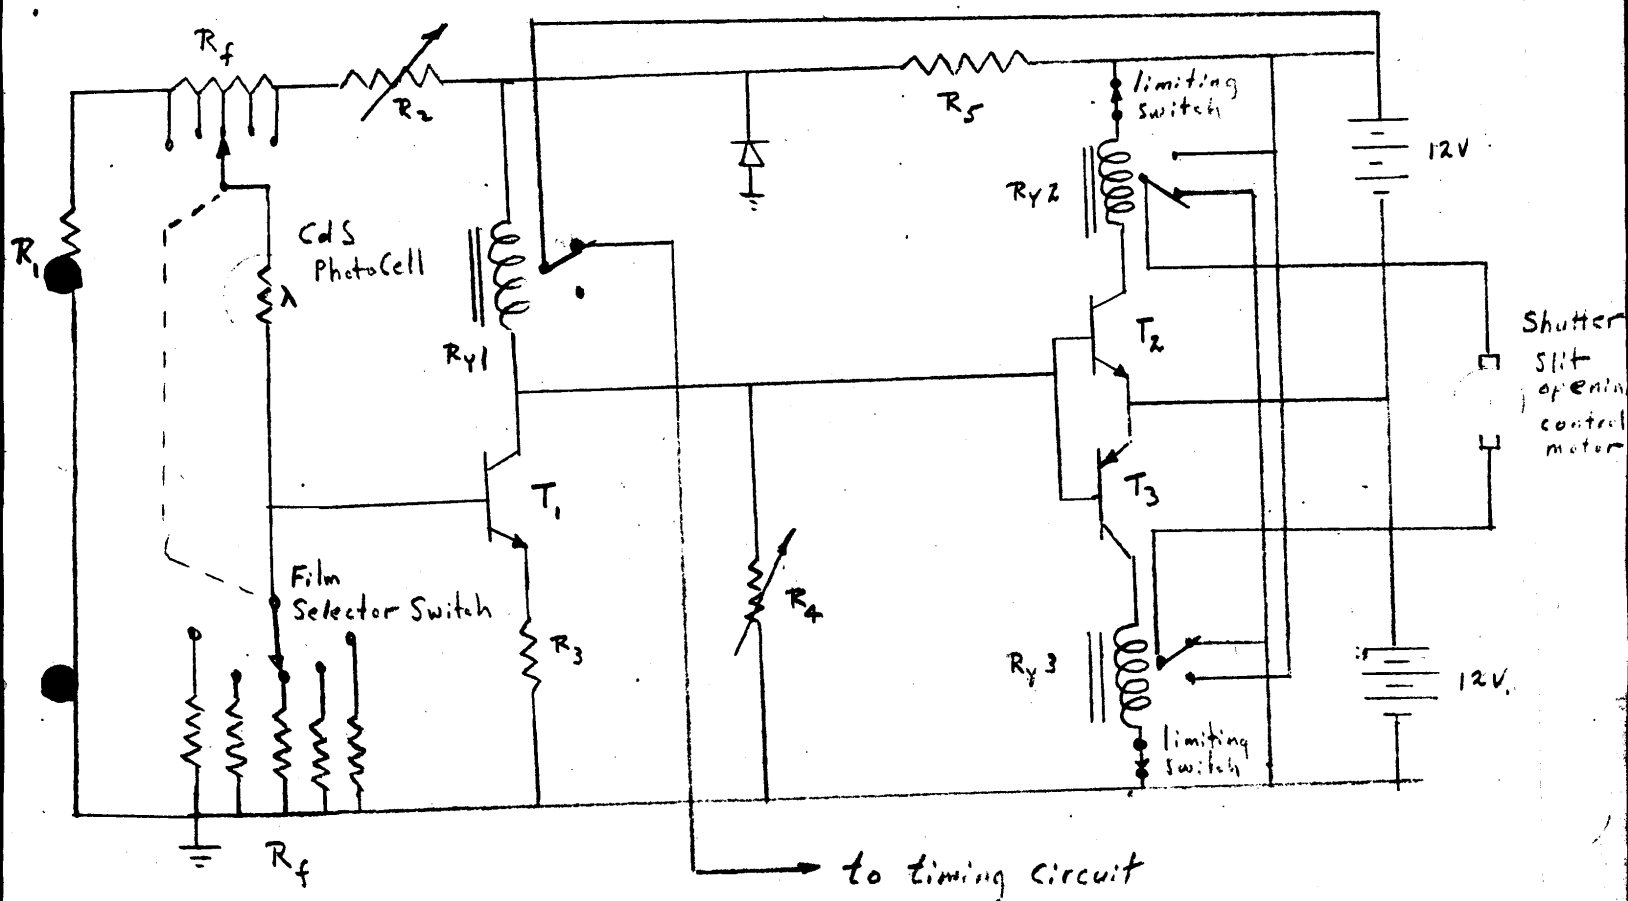 Rf
R2
R5
limiting
switch
12V
Ry2
R1
CdS
PhotoCell
λ
Ry1
T2
Shutter
slit
openin
control
motor
T1
T3
Film
Selector Switch
R4
R3
Ry3
12V.
limiting
switch
Rf
to timing circuit